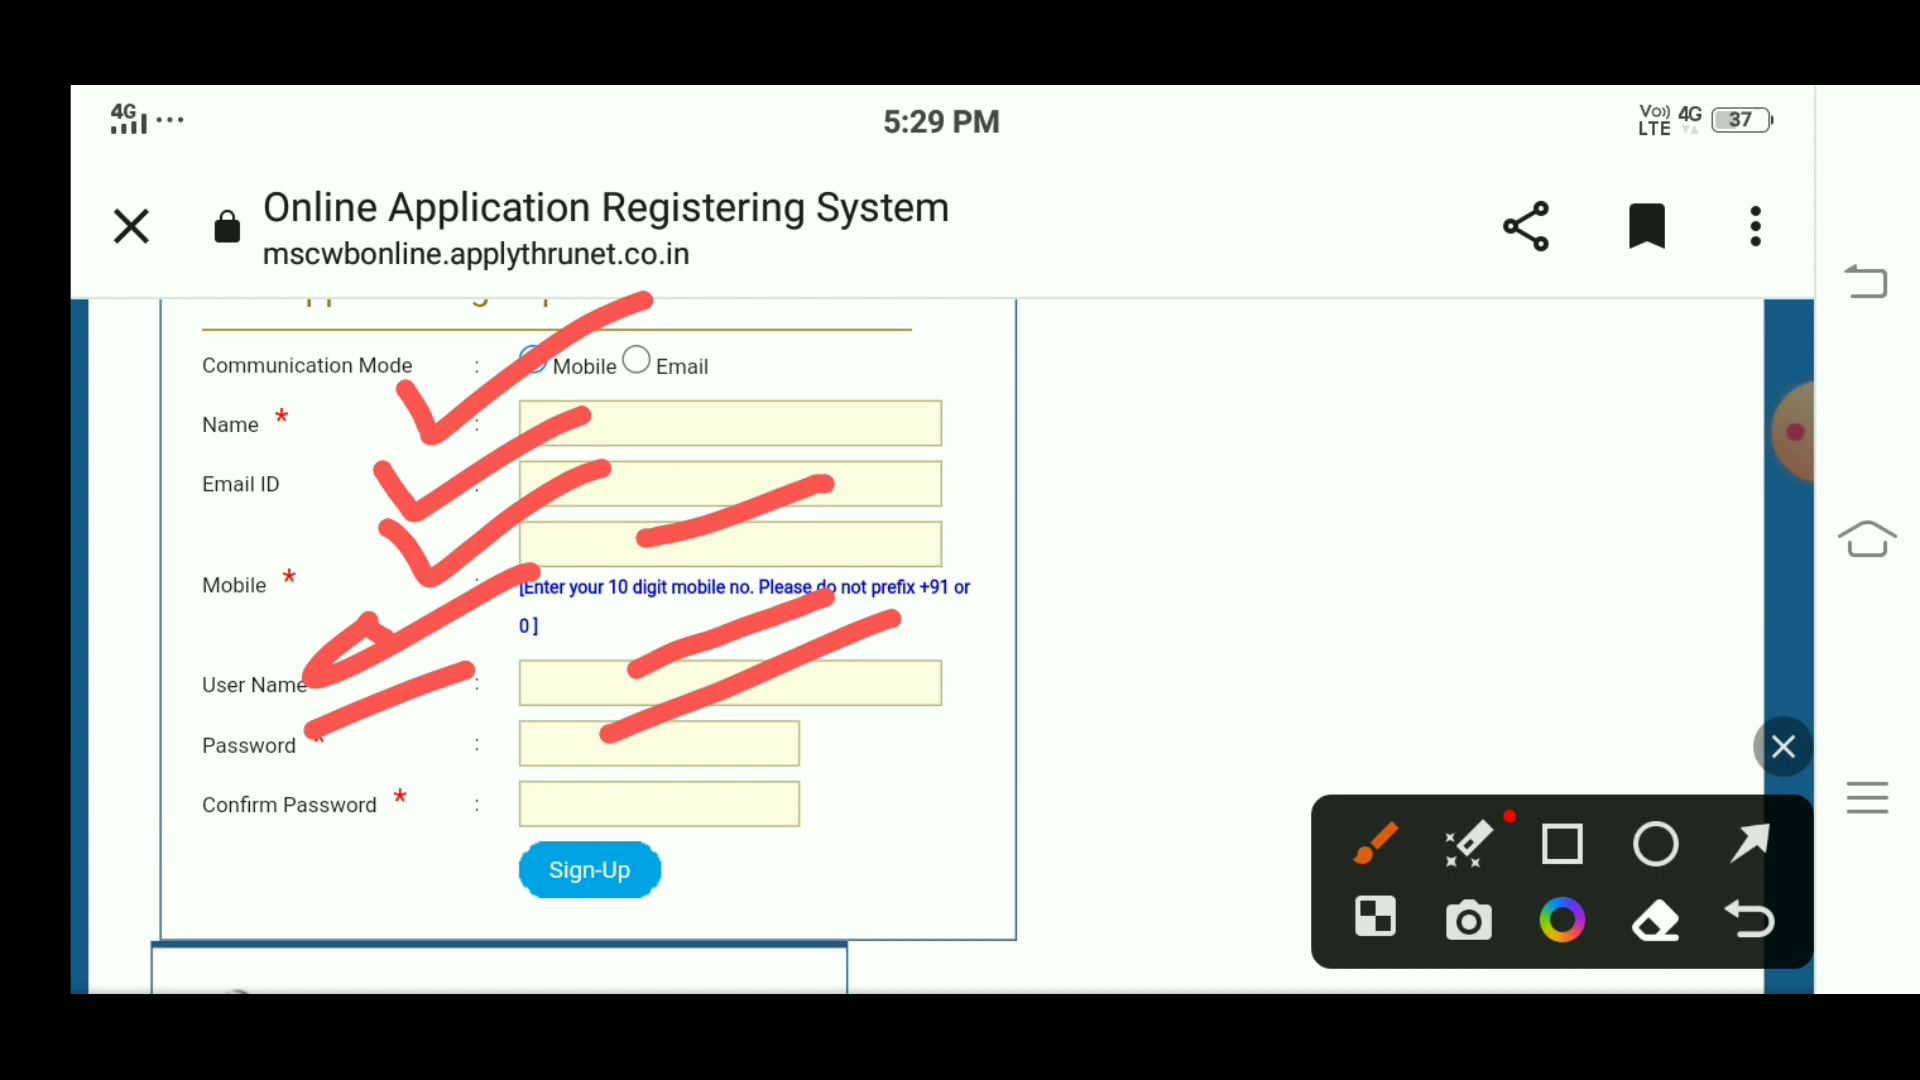 4G ...
5:29 PM
Vo)) LTE 4G 37
Online Application Registering System
mscwbonline.applythrunet.co.in
Communication Mode : Mobile Email
Name * :
Email ID :
Mobile * : [Enter your 10 digit mobile no. Please do not prefix +91 or
0 ]
User Name :
Password * :
Confirm Password * :
Sign-Up